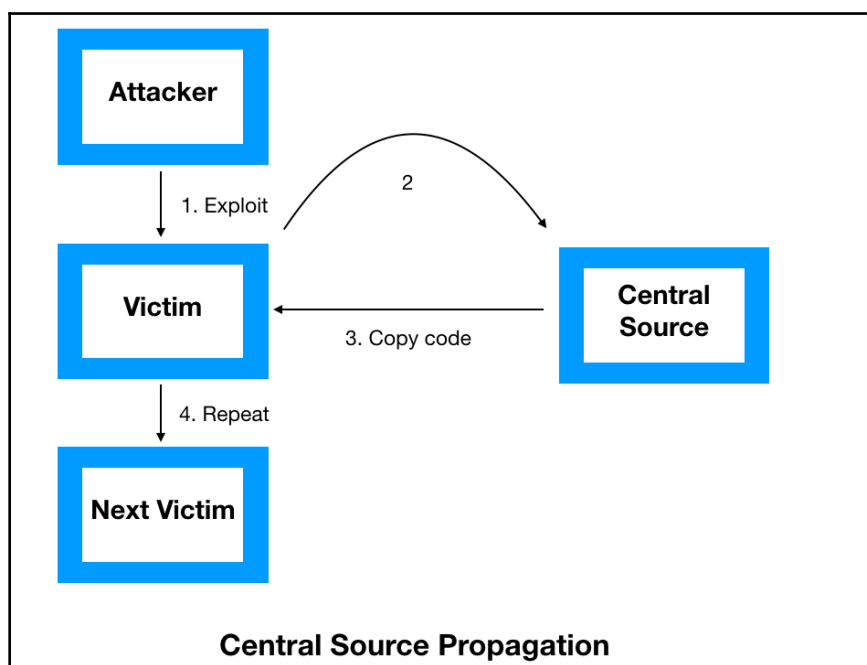 Attacker
1. Exploit
2
Victim
Central
Source
3. Copy code
4. Repeat
Next Victim
Central Source Propagation